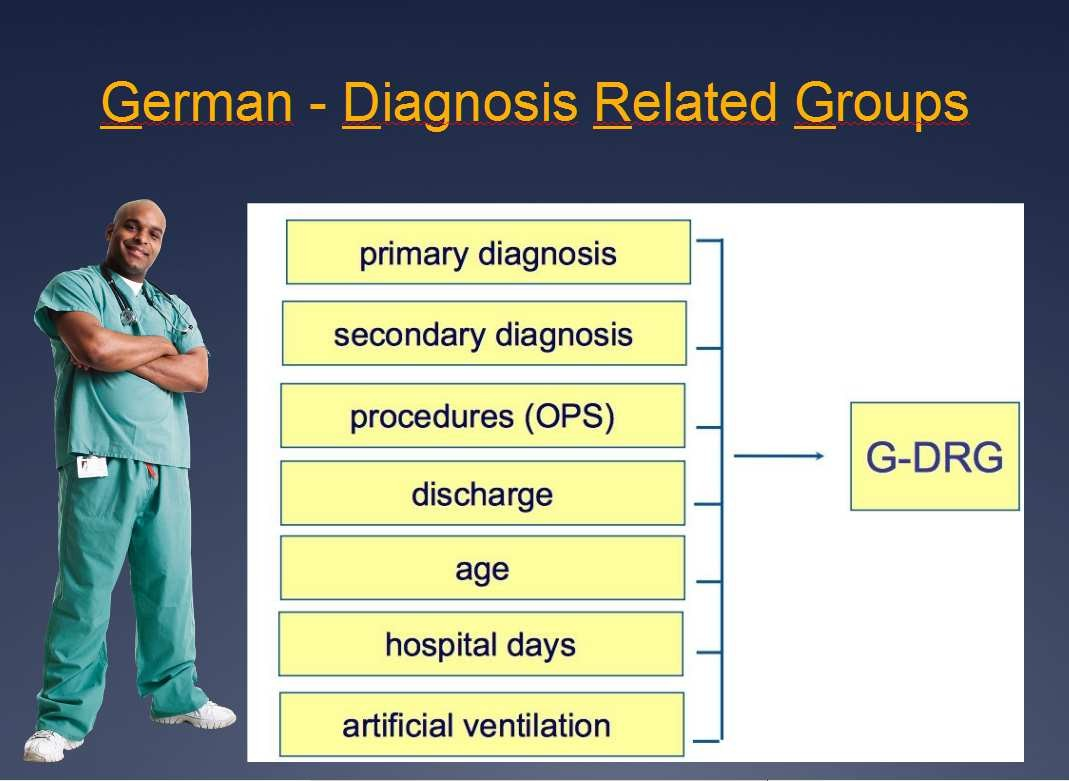 German - Diagnosis Related Groups
primary diagnosis
secondary diagnosis
procedures (OPS)
discharge
age
hospital days
artificial ventilation
G-DRG